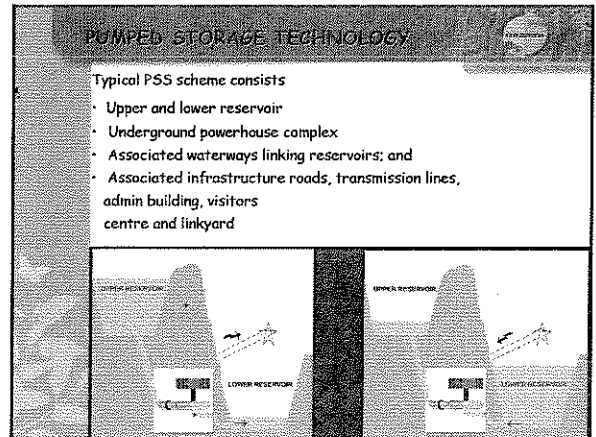 PUMPED STORAGE TECHNOLOGY
Typical PSS scheme consists
· Upper and lower reservoir
· Underground powerhouse complex
· Associated waterways linking reservoirs; and
· Associated infrastructure roads, transmission lines,
admin building, visitors
centre and linkyard
UPPER RESERVOIR
UPPER RESERVOIR
LOWER RESERVOIR
LOWER RESERVOIR